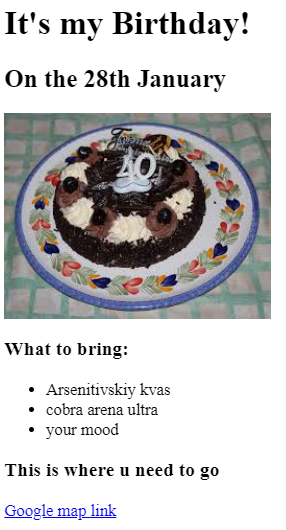 It's my Birthday!
On the 28th January
40
What to bring:
Arsenitivskiy kvas
cobra arena ultra
your mood
This is where u need to go
Google map link